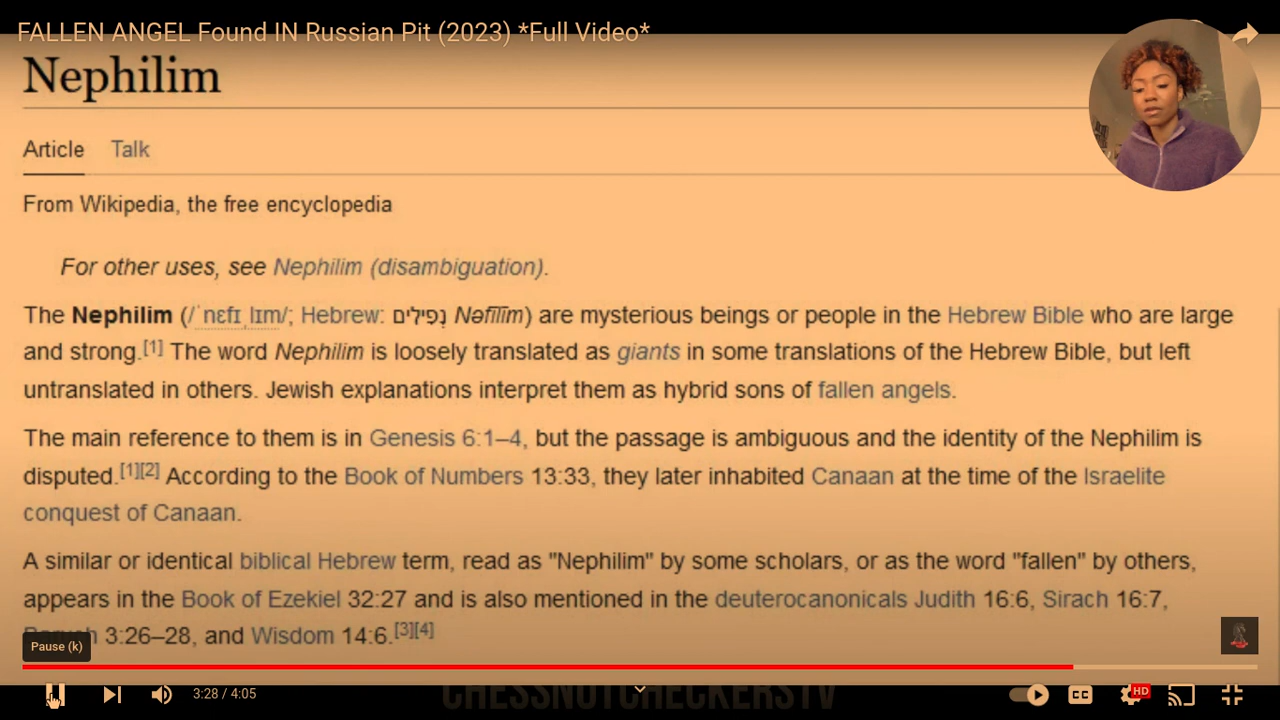 FALLEN ANGEL Found IN Russian Pit (2023) *Full Video*
Nephilim
Article Talk
From Wikipedia, the free encyclopedia
For other uses, see Nephilim (disambiguation).
The Nephilim (/ˈnɛfɪˌlɪm/; Hebrew: נְפִילִים Nəfīlīm) are mysterious beings or people in the Hebrew Bible who are large
and strong.[1] The word Nephilim is loosely translated as giants in some translations of the Hebrew Bible, but left
untranslated in others. Jewish explanations interpret them as hybrid sons of fallen angels.
The main reference to them is in Genesis 6:1–4, but the passage is ambiguous and the identity of the Nephilim is
disputed.[1][2] According to the Book of Numbers 13:33, they later inhabited Canaan at the time of the Israelite
conquest of Canaan.
A similar or identical biblical Hebrew term, read as "Nephilim" by some scholars, or as the word "fallen" by others,
appears in the Book of Ezekiel 32:27 and is also mentioned in the deuterocanonicals Judith 16:6, Sirach 16:7,
3:26–28, and Wisdom 14:6.[3][4]
Pause (k)
3:28 / 4:05
CHESSNOTCHECKERSTV
CC
HD